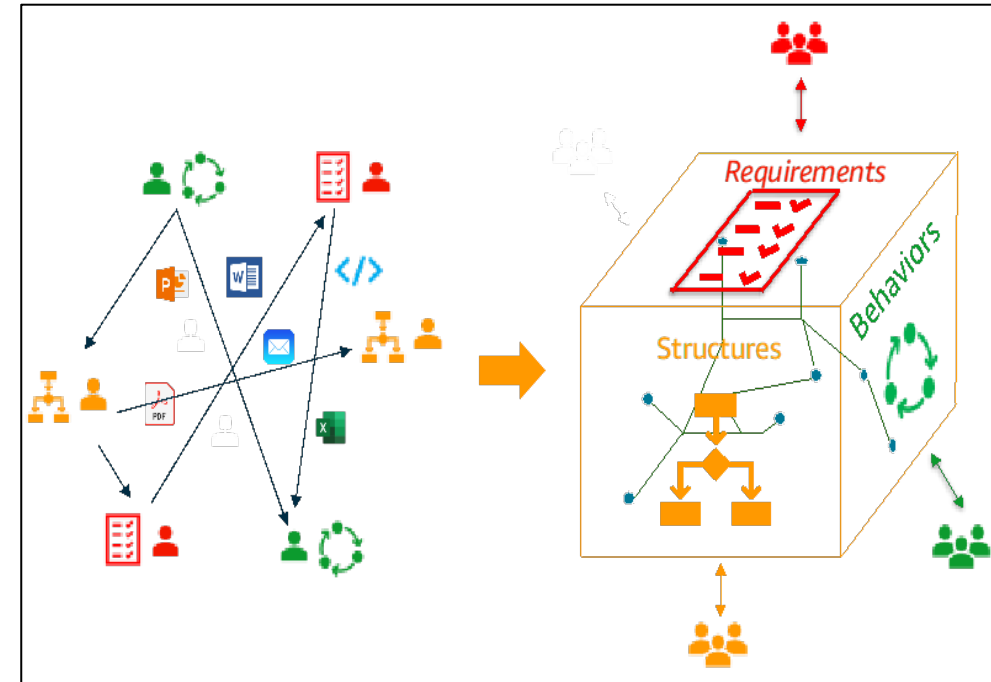 Requirements
Behaviors
Structures
P
W
</>
PDF
X